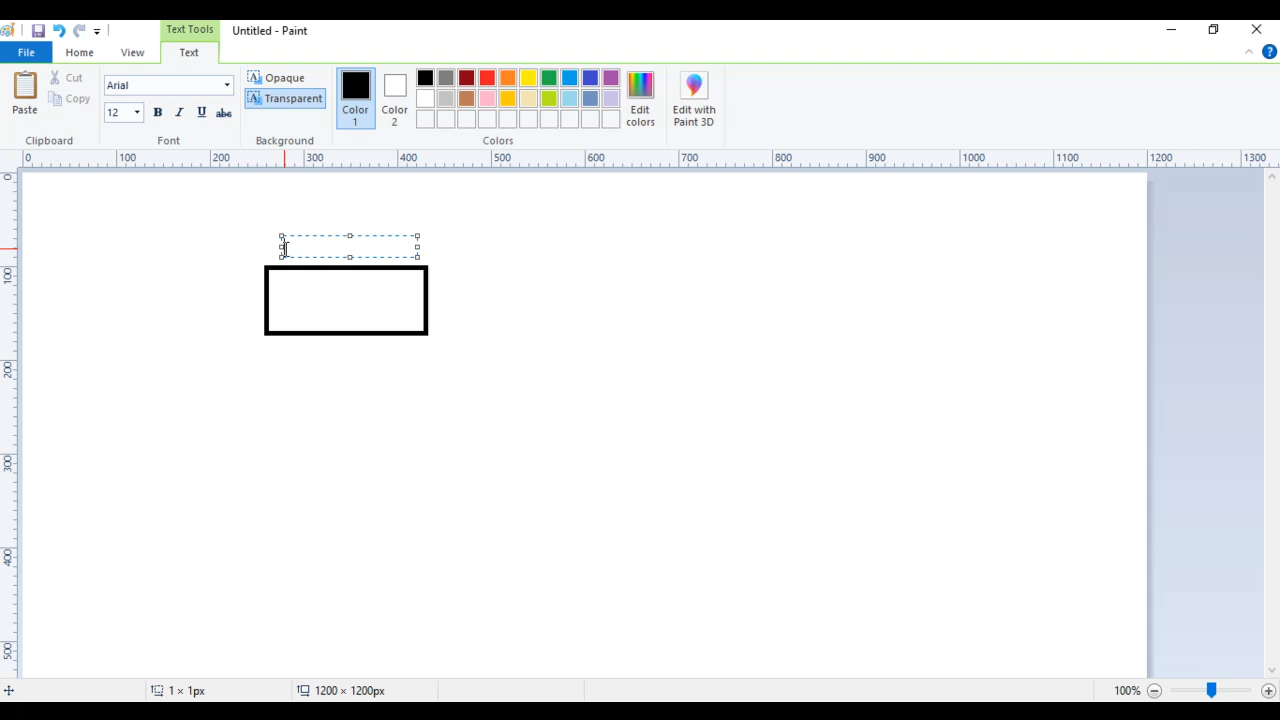 Text Tools
Untitled - Paint
File
Home
View
Text
Paste
Cut
Copy
Clipboard
Arial
12
B
I
U
abc
Font
Opaque
Transparent
Background
Color
1
Color
2
Edit
colors
Colors
Edit with
Paint 3D
0 100 200 300 400 500 600 700 800 900 1000 1100 1200 1300
0
100
200
300
400
500
1 × 1px
1200 × 1200px
100%